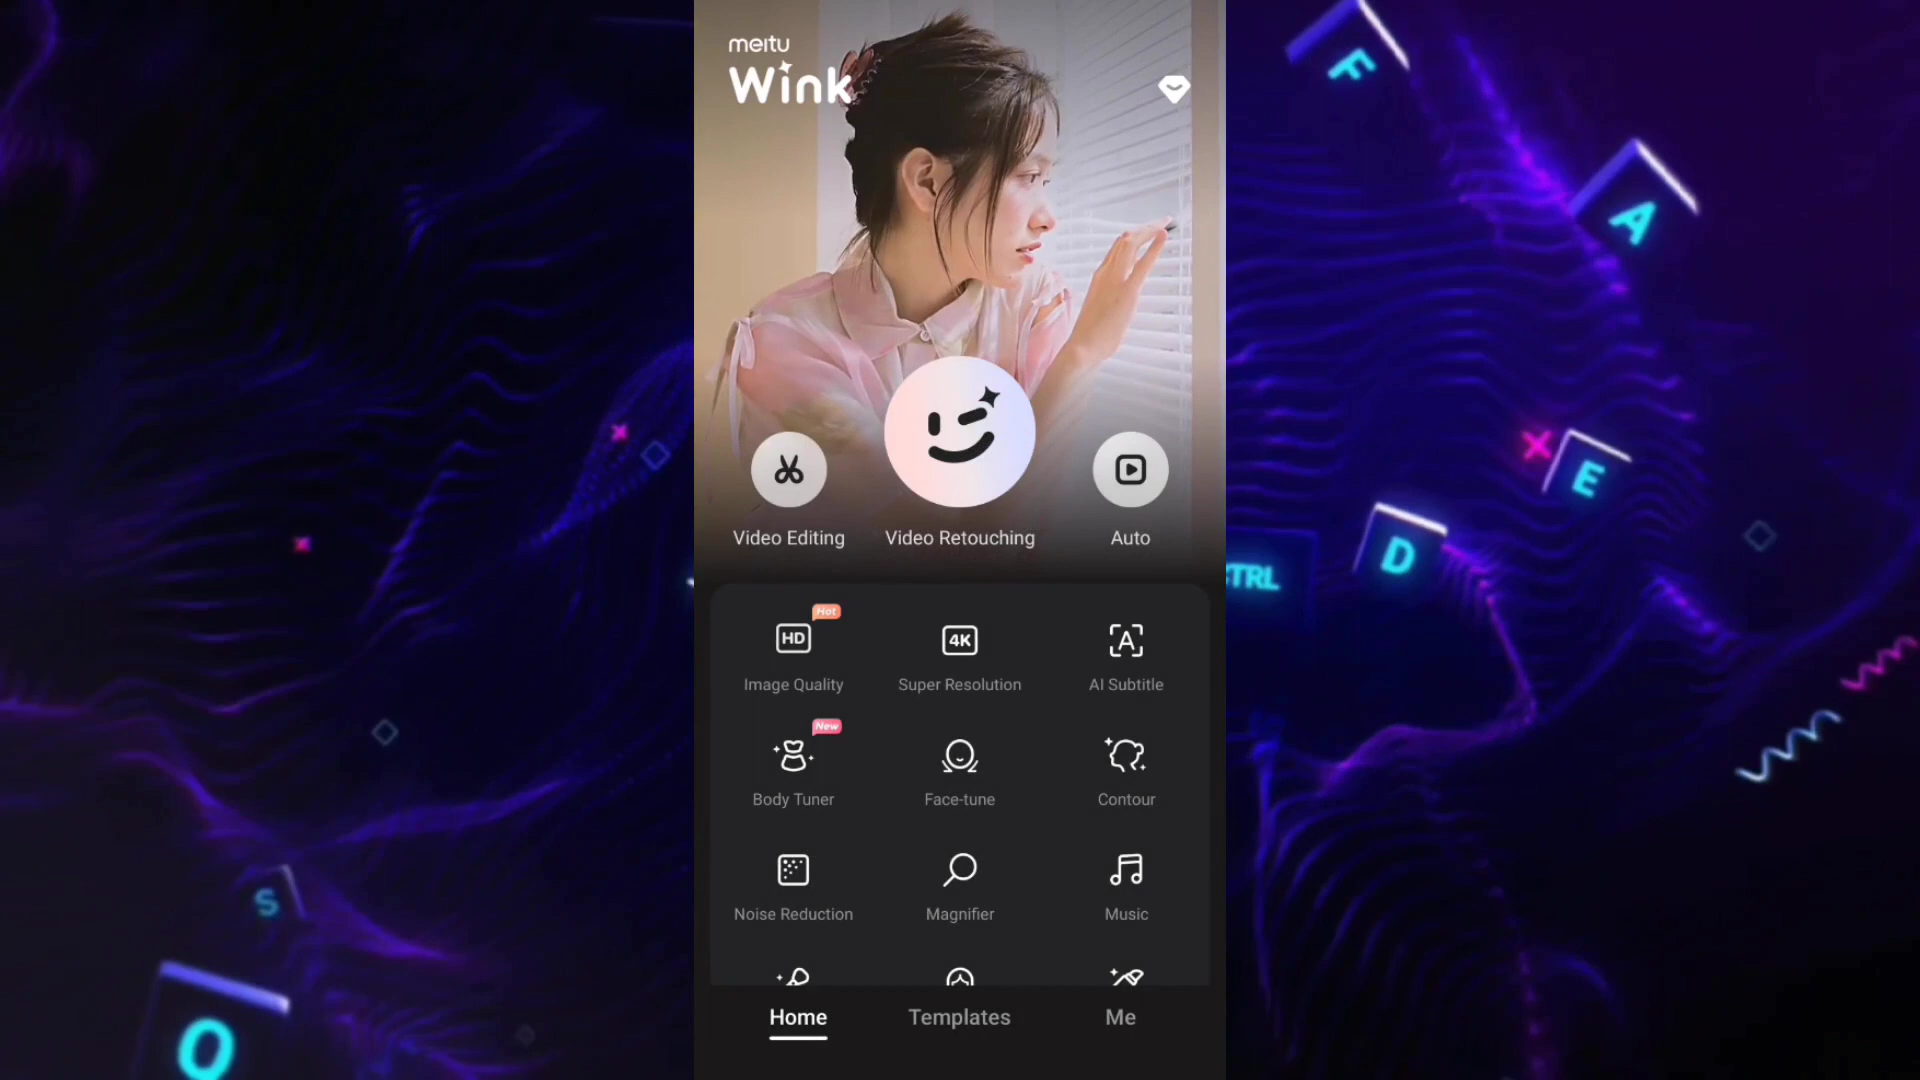 meitu
Wink
Video Editing
Video Retouching
Auto
Hot
HD
4K
A
Image Quality
Super Resolution
AI Subtitle
New
Body Tuner
Face-tune
Contour
Noise Reduction
Magnifier
Music
Home
Templates
Me
F
A
E
D
CTRL
S
O